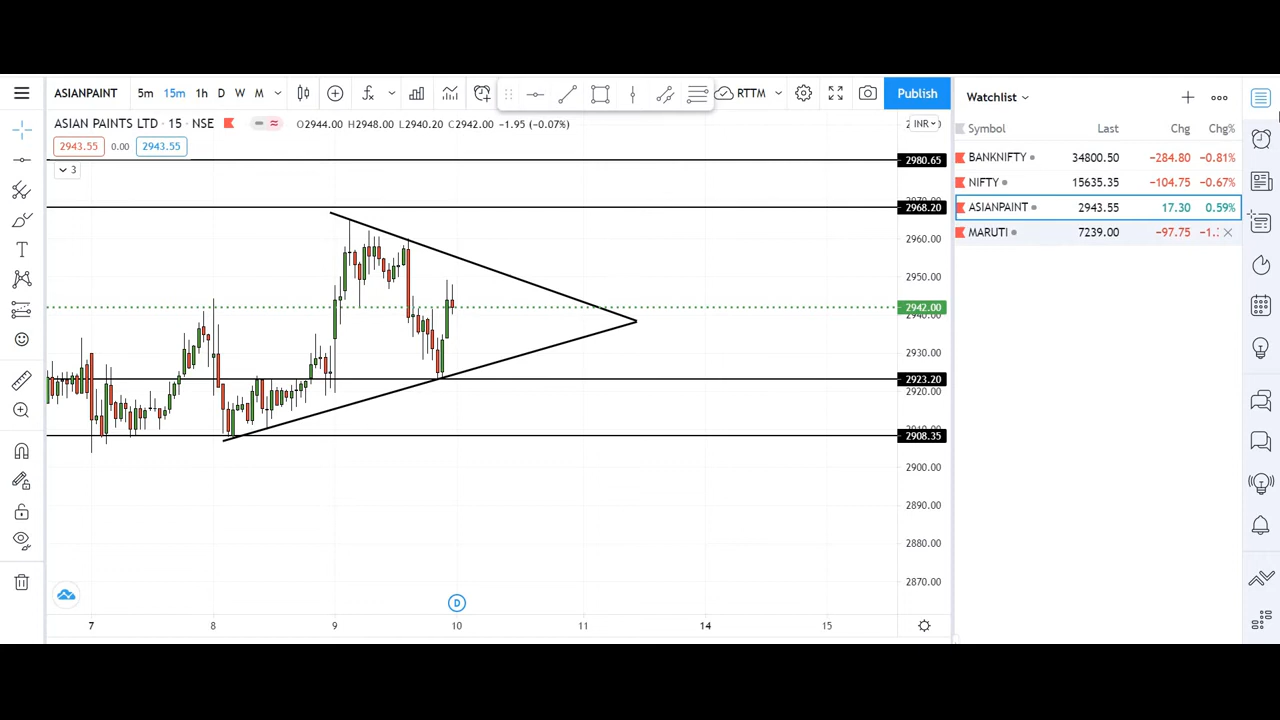 ASIANPAINT 5m 15m 1h D W M RTTM Publish
ASIAN PAINTS LTD · 15 · NSE O2944.00 H2948.00 L2940.20 C2942.00 −1.95 (−0.07%)
INR
2943.55 0.00 2943.55
3
2980.65
2968.20
2960.00
2950.00
2942.00
2940.00
2930.00
2923.20
2908.35
2900.00
2890.00
2880.00
2870.00
D
7 8 9 10 11 14 15
Watchlist
Symbol Last Chg Chg%
BANKNIFTY 34800.50 −284.80 −0.81%
NIFTY 15635.35 −104.75 −0.67%
ASIANPAINT 2943.55 17.30 0.59%
MARUTI 7239.00 −97.75